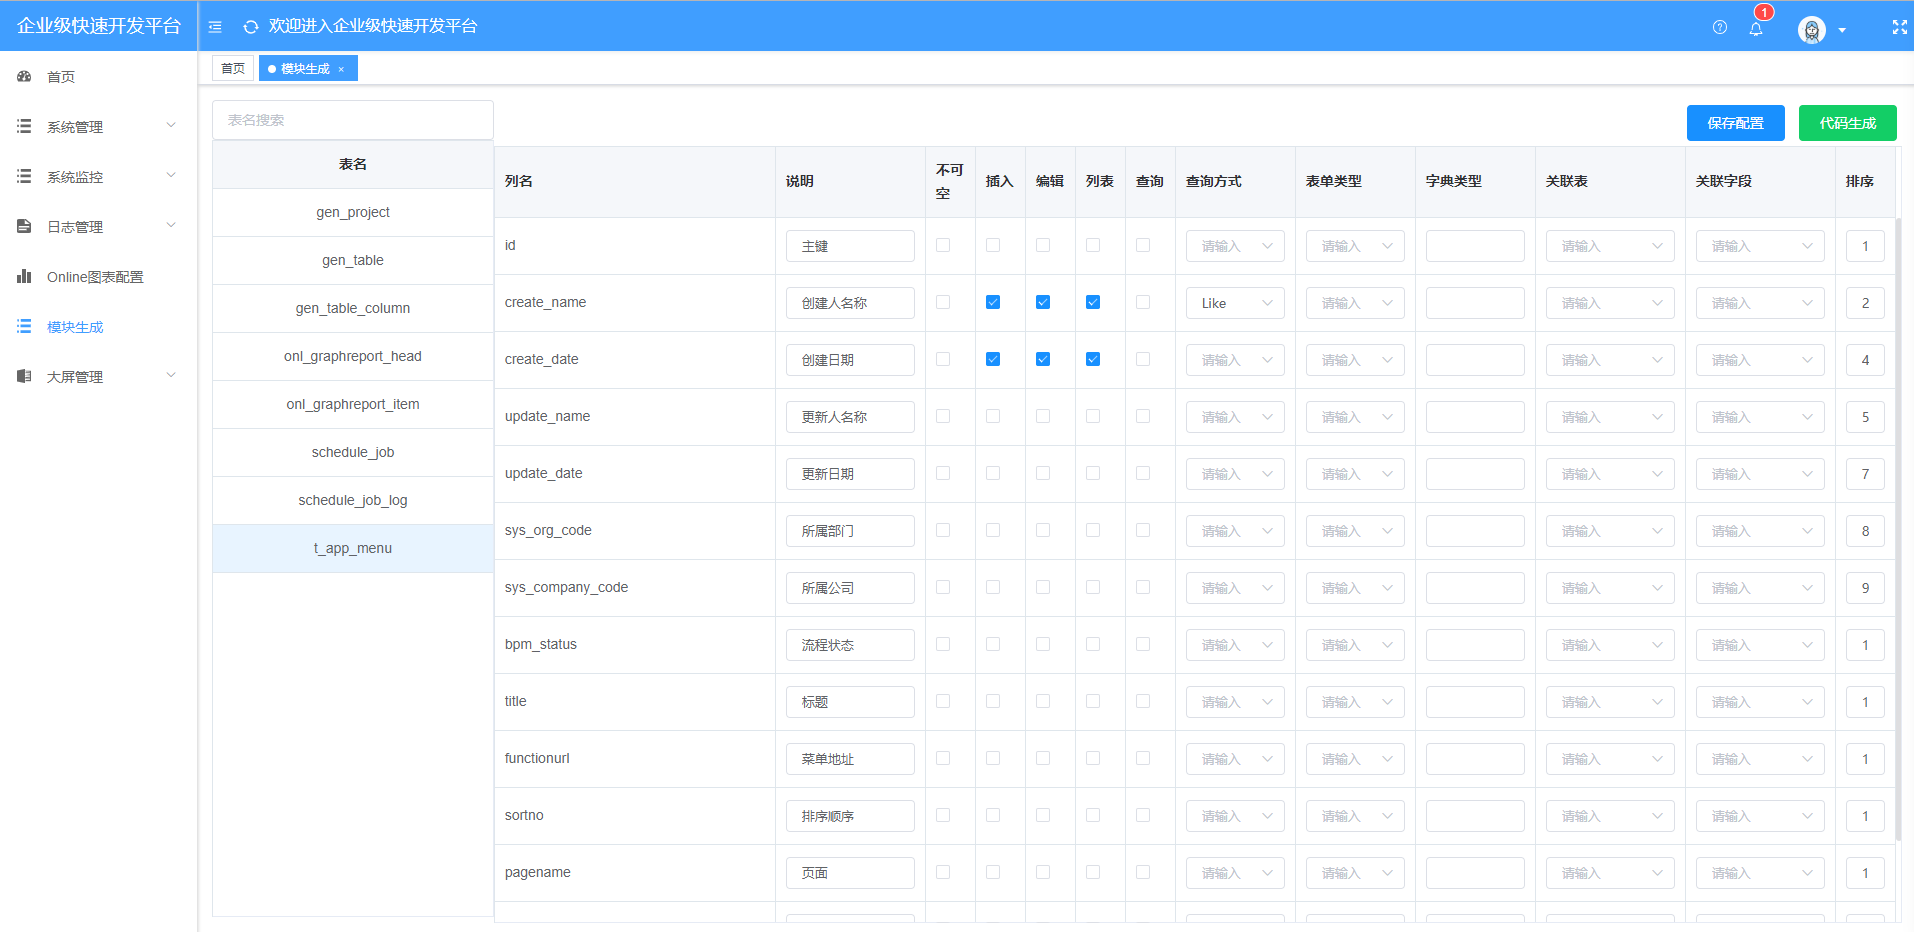 企业级快速开发平台
欢迎进入企业级快速开发平台
1
首页
系统管理
系统监控
日志管理
Online图表配置
模块生成
大屏管理
首页
模块生成 ×
表名搜索
保存配置
代码生成
表名
gen_project
gen_table
gen_table_column
onl_graphreport_head
onl_graphreport_item
schedule_job
schedule_job_log
t_app_menu
列名 说明 不可空 插入 编辑 列表 查询 查询方式 表单类型 字典类型 关联表 关联字段 排序
id 主键 请输入 请输入 请输入 请输入 1
create_name 创建人名称 Like 请输入 请输入 请输入 2
create_date 创建日期 请输入 请输入 请输入 请输入 4
update_name 更新人名称 请输入 请输入 请输入 请输入 5
update_date 更新日期 请输入 请输入 请输入 请输入 7
sys_org_code 所属部门 请输入 请输入 请输入 请输入 8
sys_company_code 所属公司 请输入 请输入 请输入 请输入 9
bpm_status 流程状态 请输入 请输入 请输入 请输入 1
title 标题 请输入 请输入 请输入 请输入 1
functionurl 菜单地址 请输入 请输入 请输入 请输入 1
sortno 排序顺序 请输入 请输入 请输入 请输入 1
pagename 页面 请输入 请输入 请输入 请输入 1